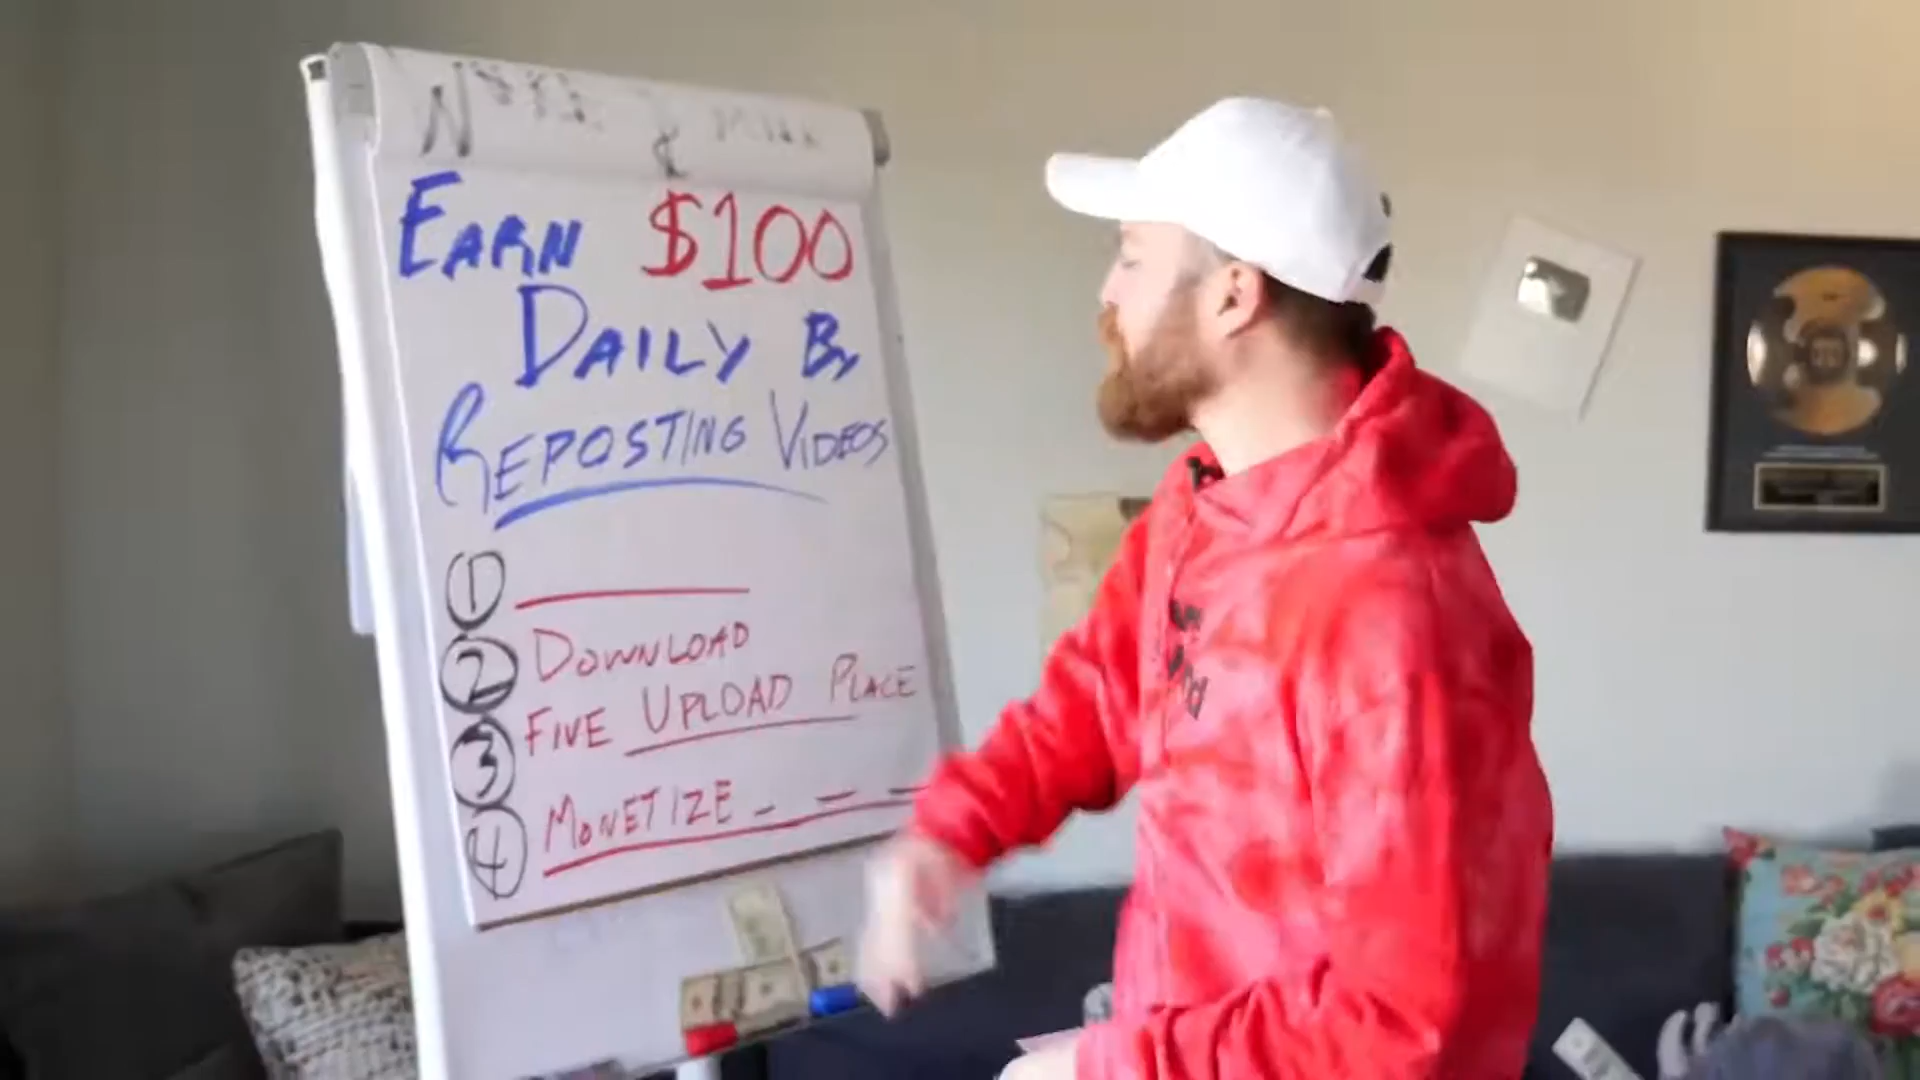 EARN $100
DAILY By
REPOSTING VIDEOS
1
2 DOWNLOAD
3 FIVE UPLOAD PLACE
4 MONETIZE _ _ _